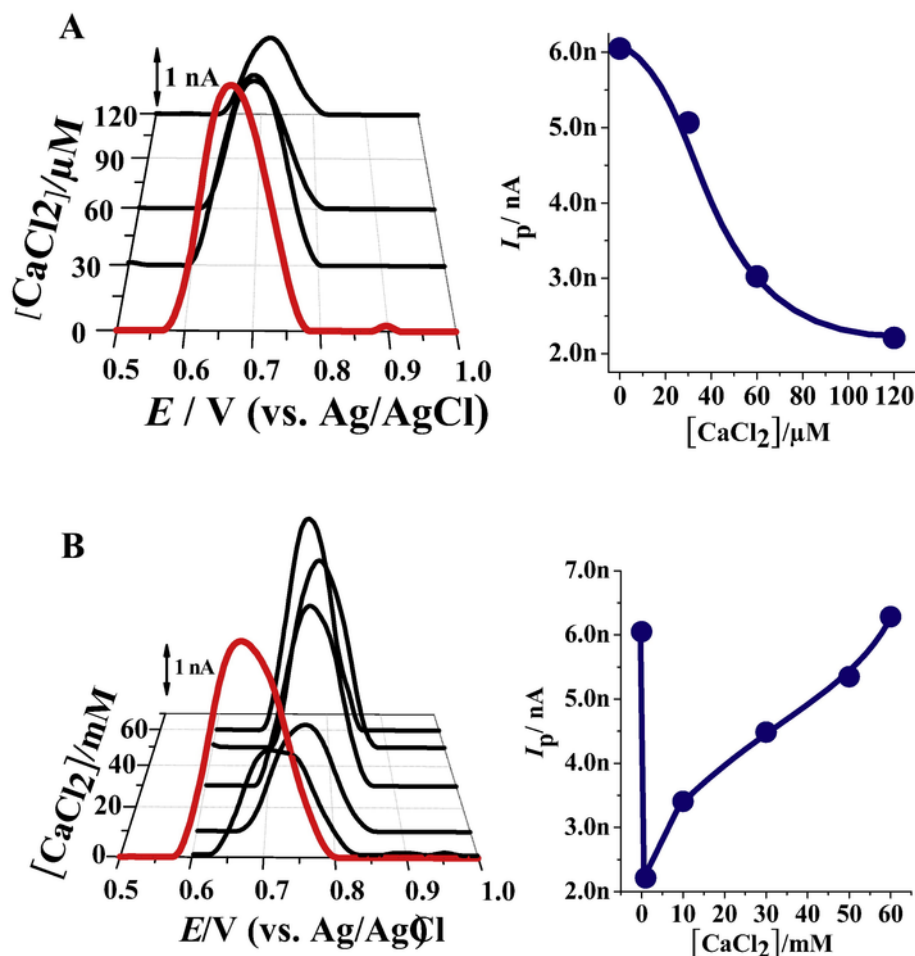 A
1 nA
120
90
60
30
0
[CaCl2]/µM
0.5 0.6 0.7 0.8 0.9 1.0
E / V (vs. Ag/AgCl)
6.0n
5.0n
4.0n
3.0n
2.0n
Ip/ nA
0 20 40 60 80 100 120
[CaCl2]/µM
B
1 nA
60
40
20
0
[CaCl2]/mM
0.5 0.6 0.7 0.8 0.9 1.0
E/V (vs. Ag/AgCl)
7.0n
6.0n
5.0n
4.0n
3.0n
2.0n
Ip/ nA
0 10 20 30 40 50 60
[CaCl2]/mM